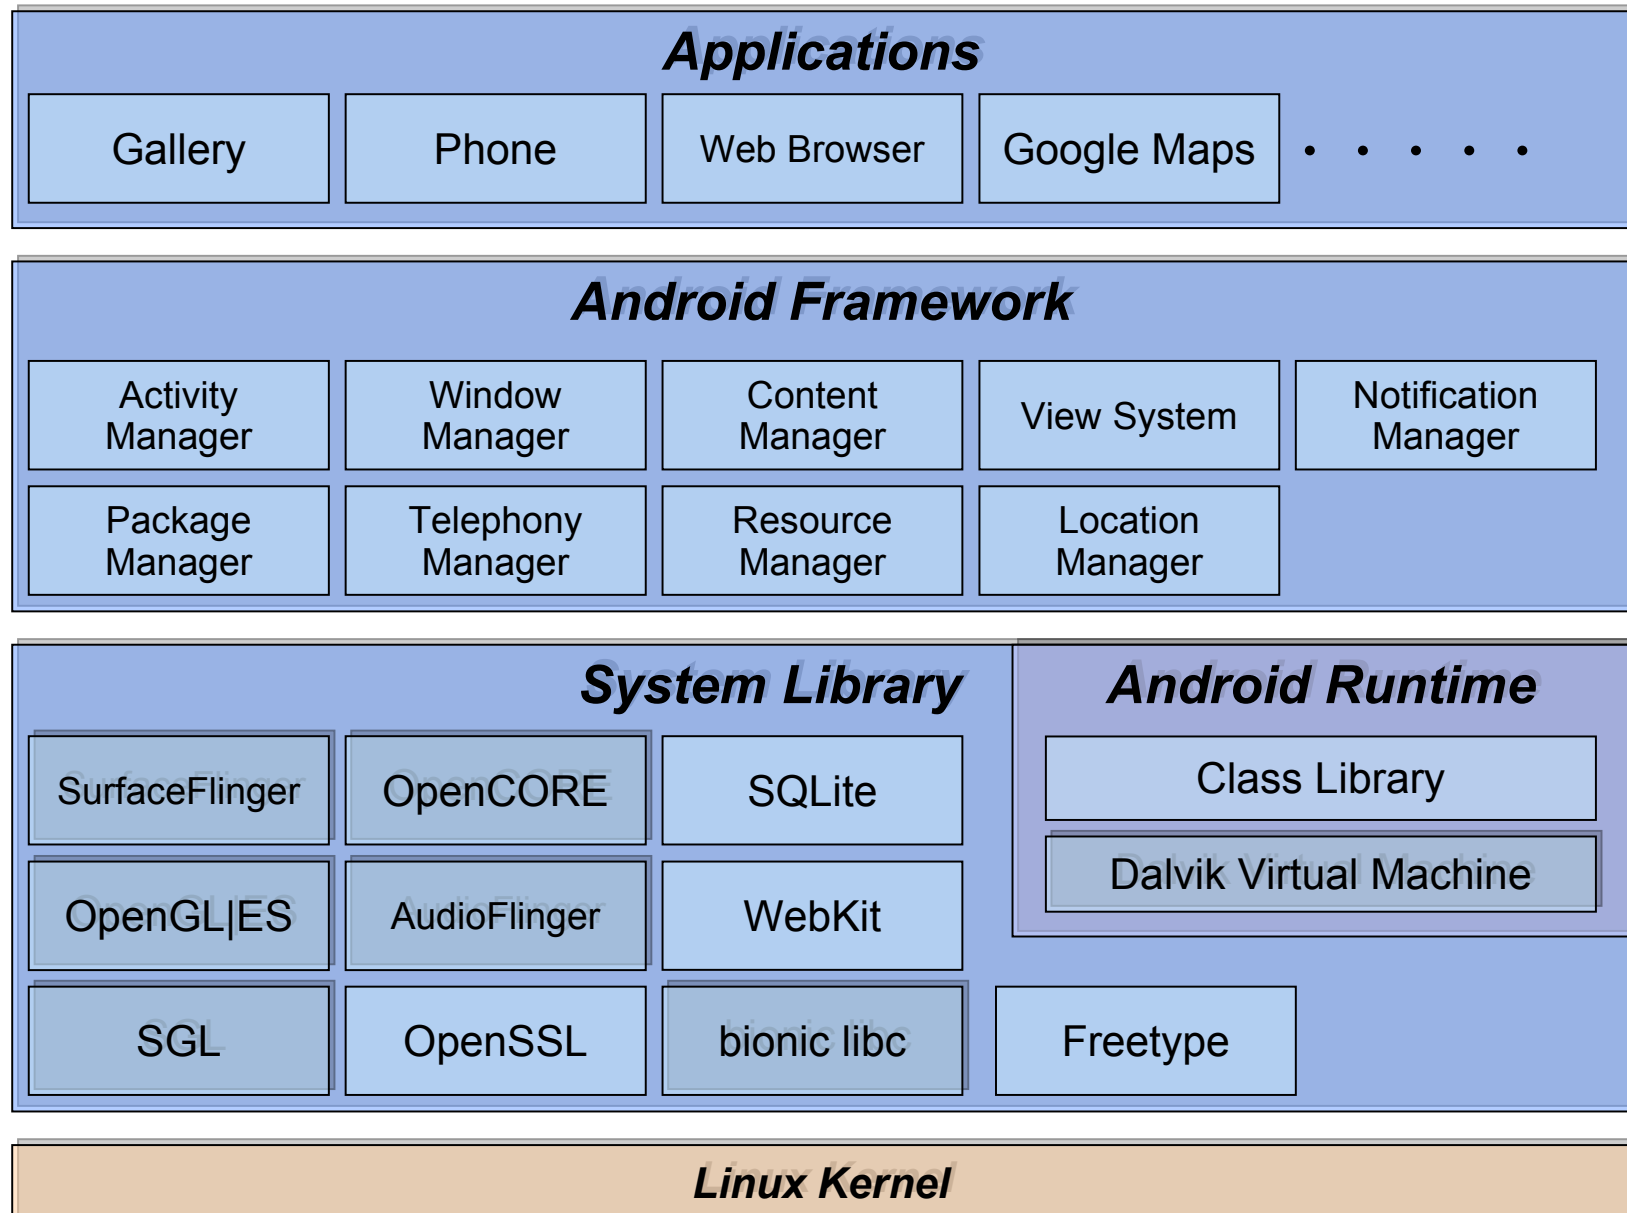 Applications
Gallery
Phone
Web Browser
Google Maps
· · · · ·
Android Framework
Activity
Manager
Window
Manager
Content
Manager
View System
Notification
Manager
Package
Manager
Telephony
Manager
Resource
Manager
Location
Manager
System Library
SurfaceFlinger
OpenCORE
SQLite
OpenGL|ES
AudioFlinger
WebKit
SGL
OpenSSL
bionic libc
Freetype
Android Runtime
Class Library
Dalvik Virtual Machine
Linux Kernel